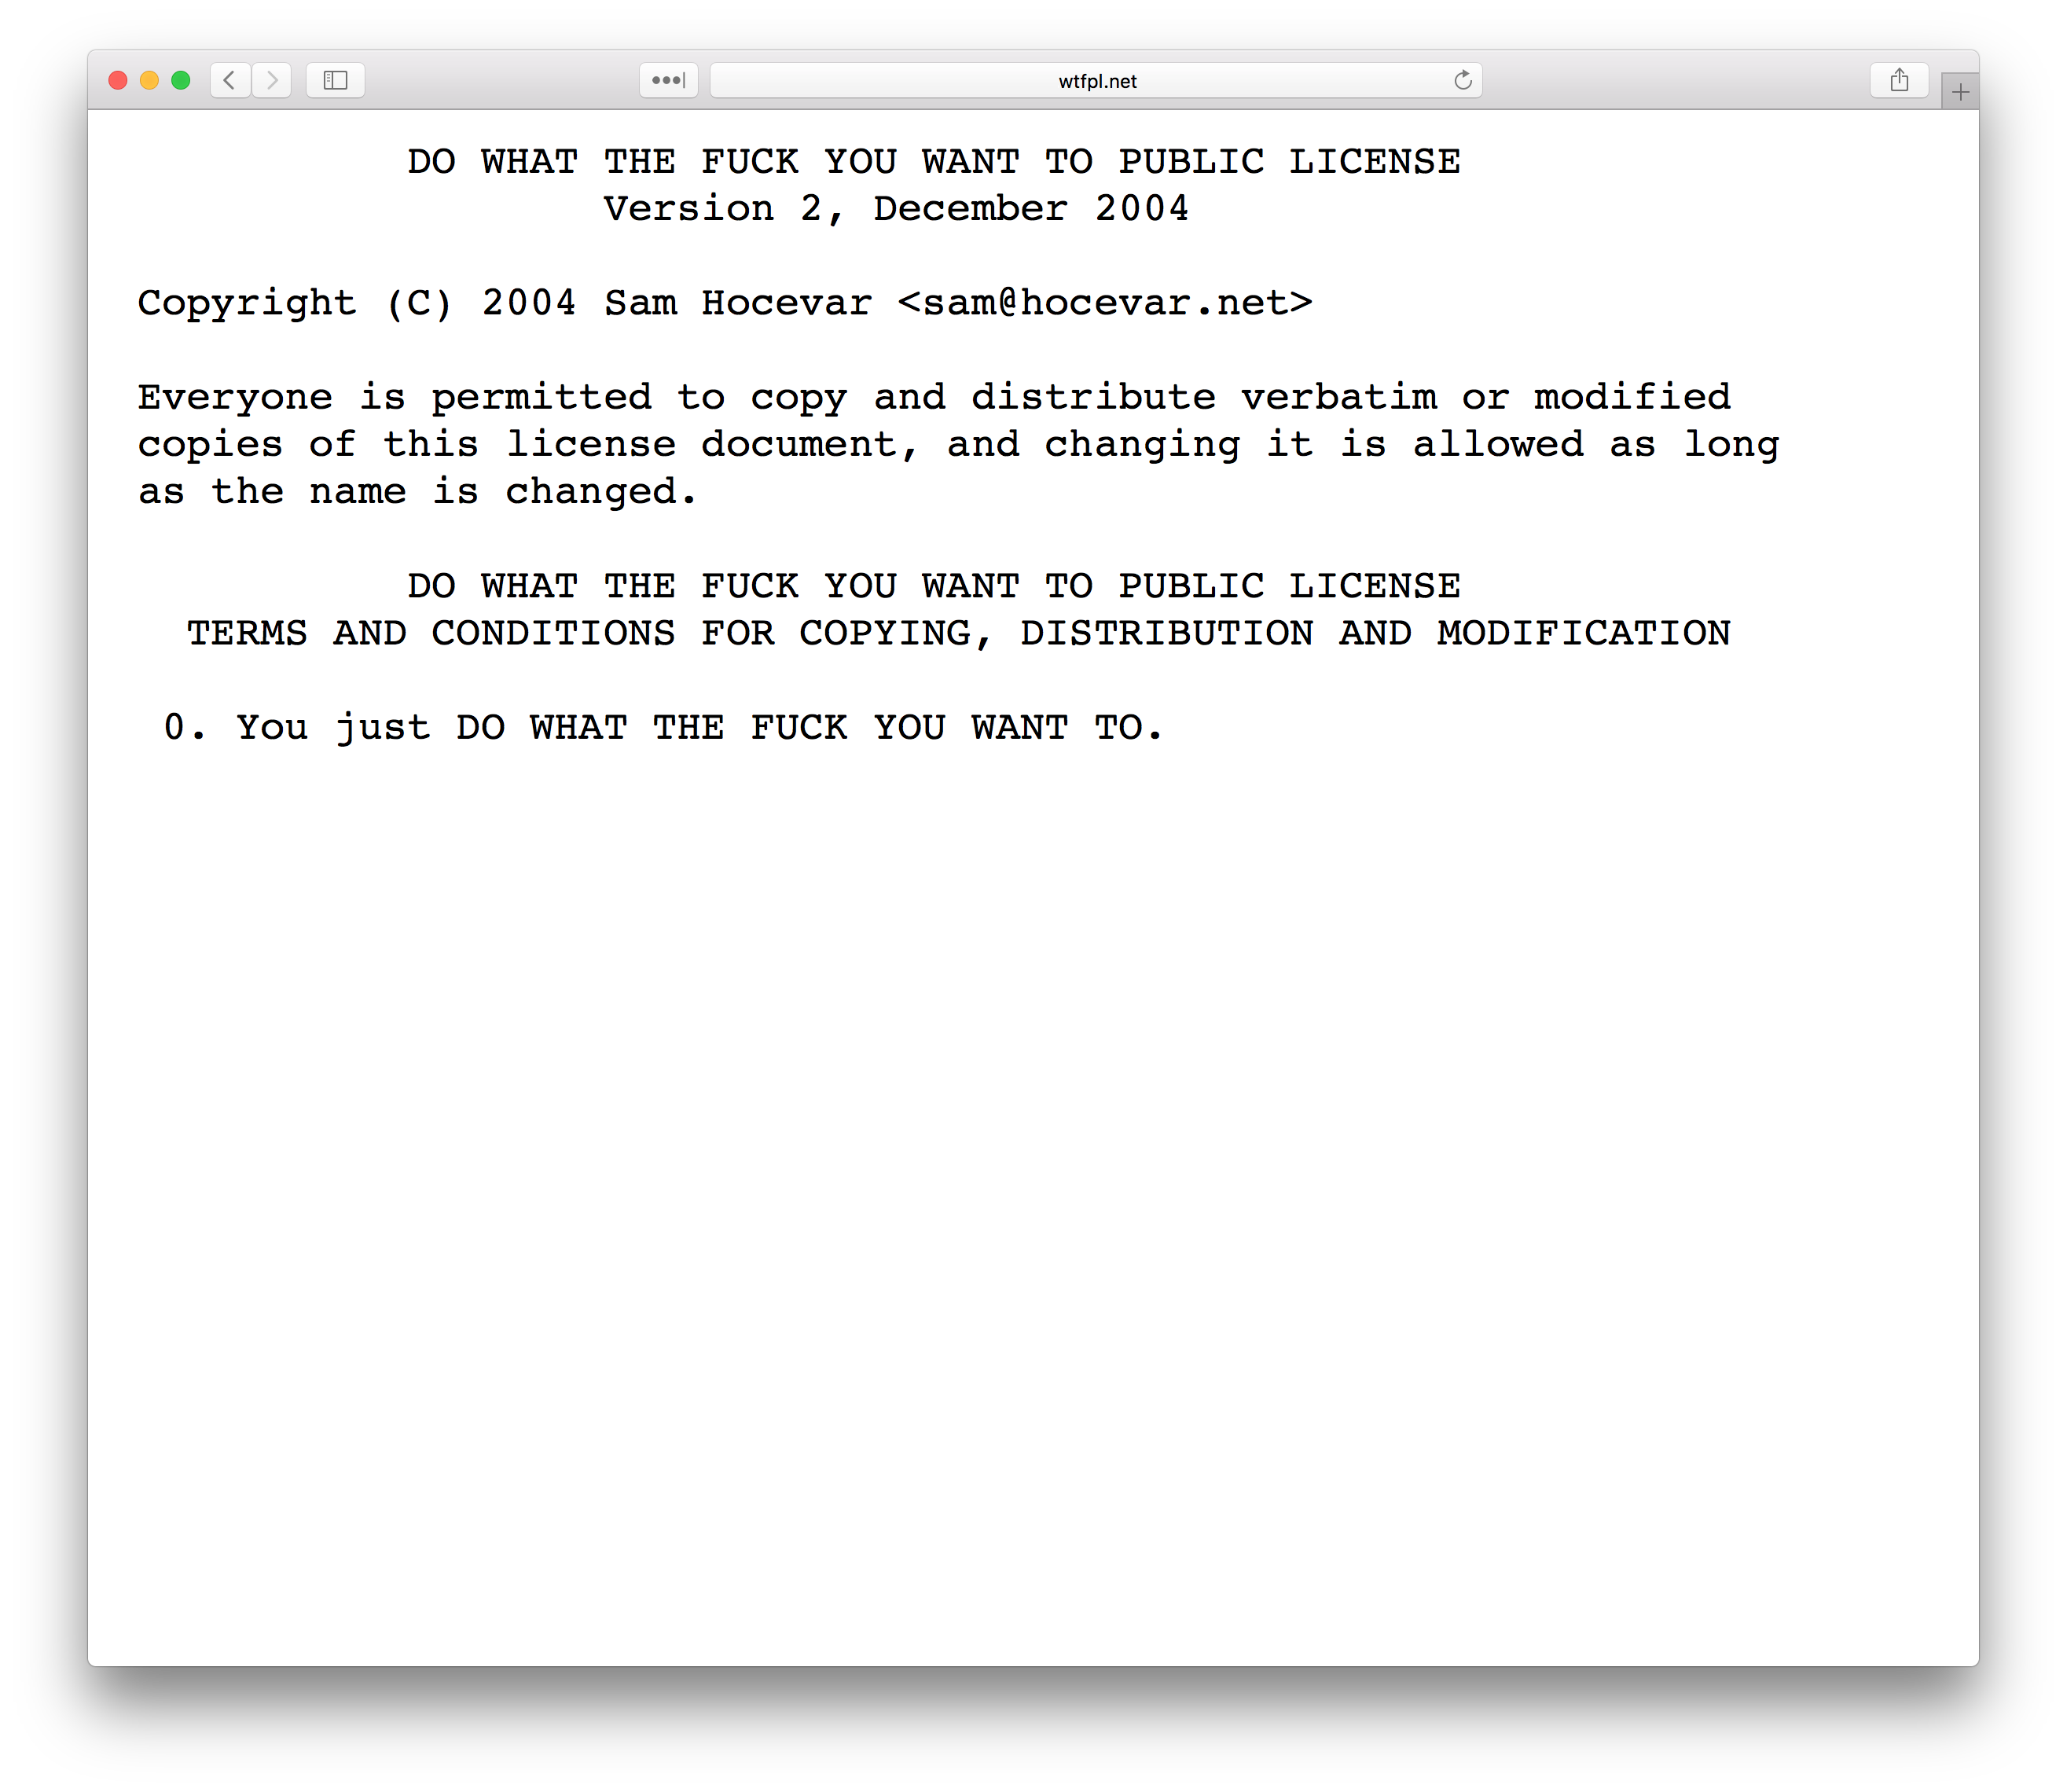 wtfpl.net
DO WHAT THE FUCK YOU WANT TO PUBLIC LICENSE
Version 2, December 2004
Copyright (C) 2004 Sam Hocevar <sam@hocevar.net>
Everyone is permitted to copy and distribute verbatim or modified
copies of this license document, and changing it is allowed as long
as the name is changed.
DO WHAT THE FUCK YOU WANT TO PUBLIC LICENSE
TERMS AND CONDITIONS FOR COPYING, DISTRIBUTION AND MODIFICATION
0. You just DO WHAT THE FUCK YOU WANT TO.